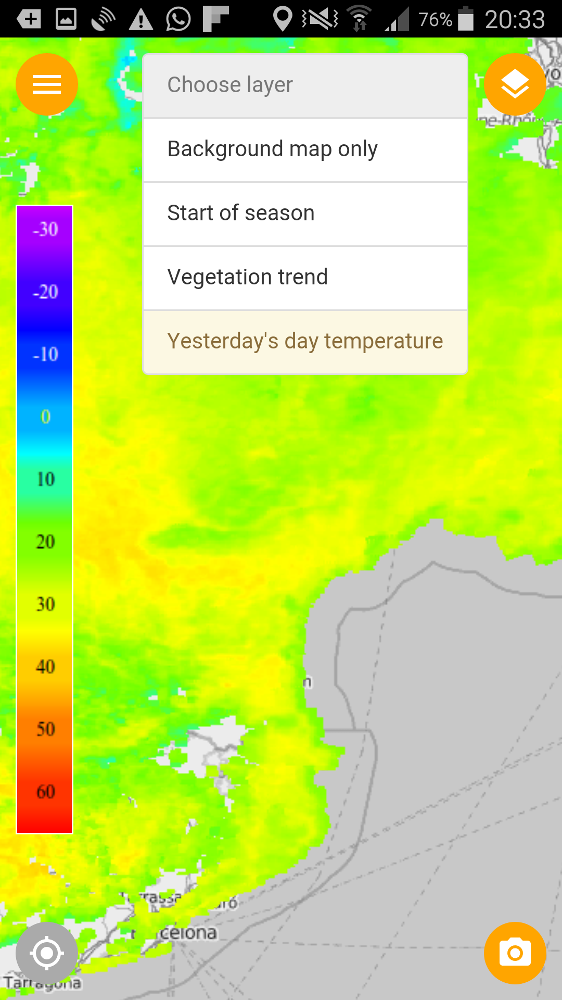 76% 20:33
Choose layer
Background map only
Start of season
Vegetation trend
Yesterday's day temperature
-30
-20
-10
0
10
20
30
40
50
60
Tarragona